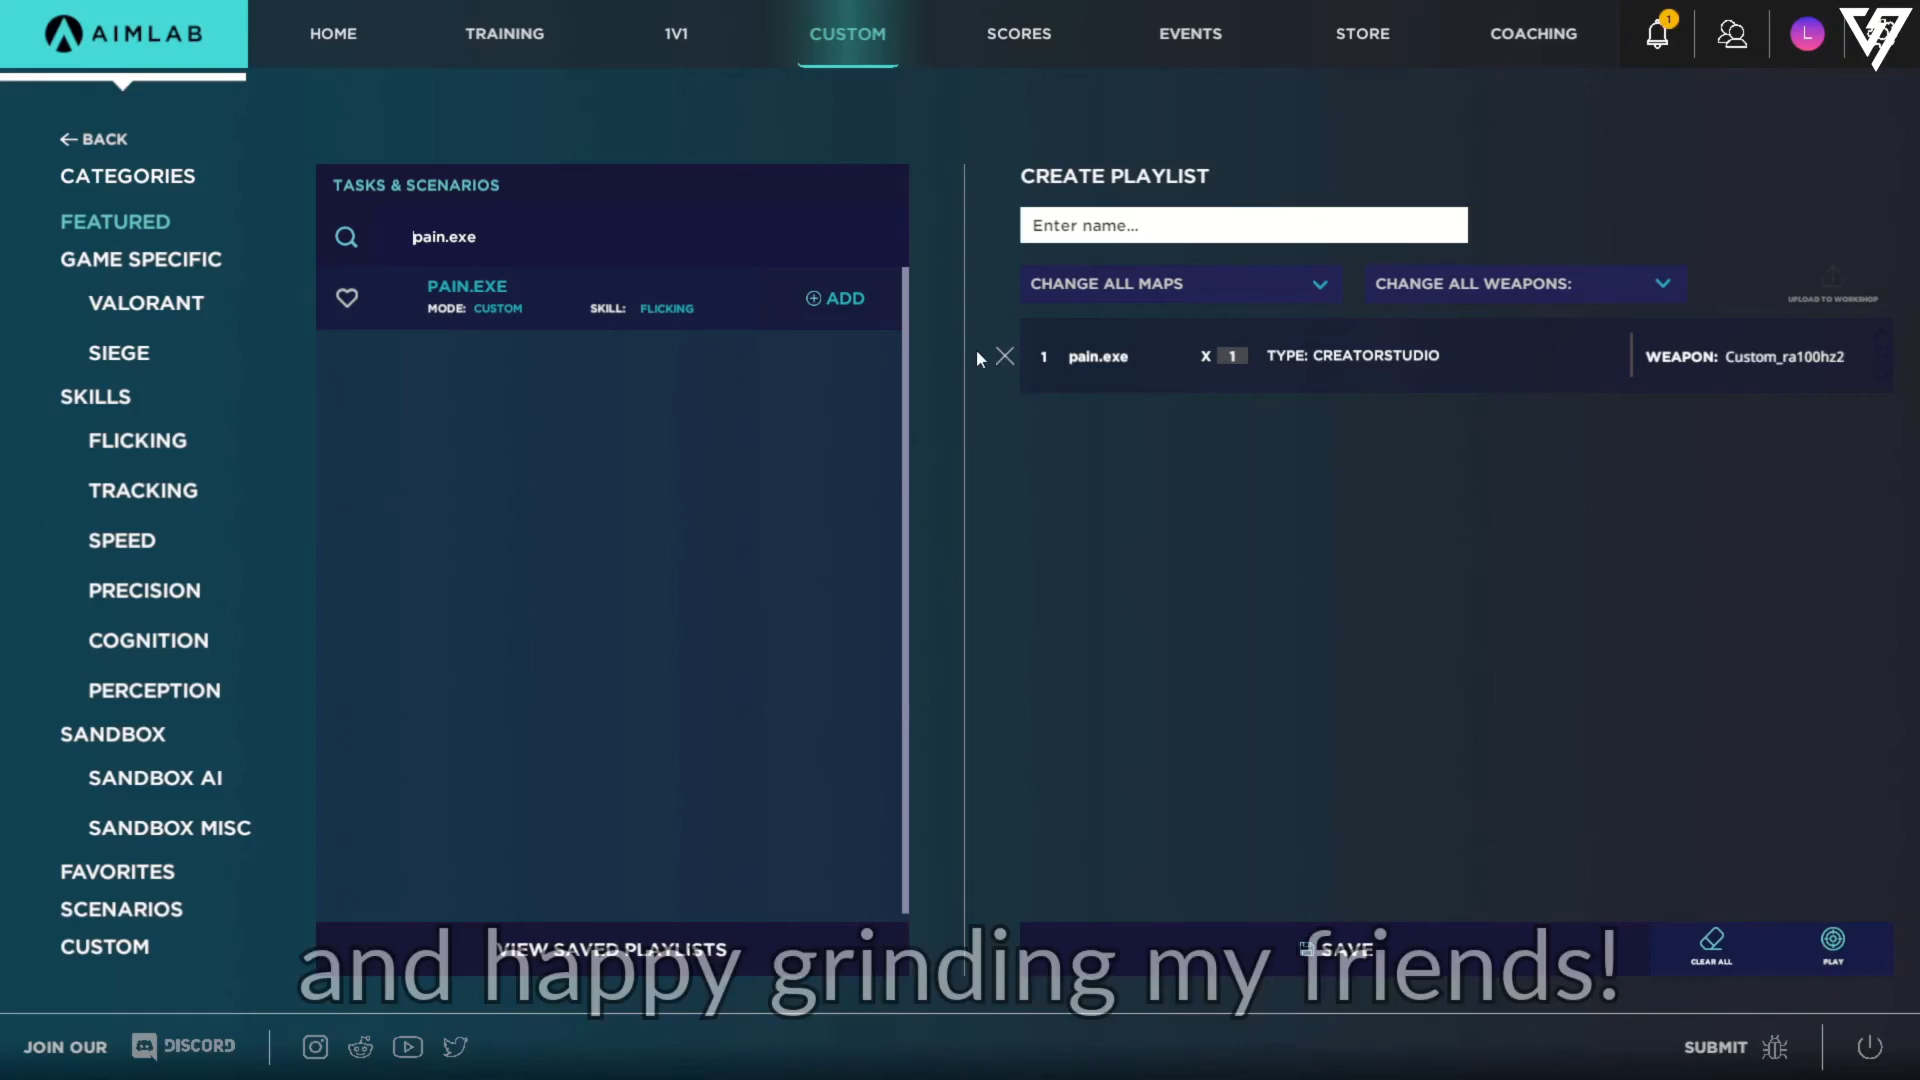 AIMLAB
HOME
TRAINING
1V1
CUSTOM
SCORES
EVENTS
STORE
COACHING
1
L
BACK
CATEGORIES
FEATURED
GAME SPECIFIC
VALORANT
SIEGE
SKILLS
FLICKING
TRACKING
SPEED
PRECISION
COGNITION
PERCEPTION
SANDBOX
SANDBOX AI
SANDBOX MISC
FAVORITES
SCENARIOS
CUSTOM
TASKS & SCENARIOS
pain.exe
PAIN.EXE
MODE: CUSTOM SKILL: FLICKING
ADD
VIEW SAVED PLAYLISTS
CREATE PLAYLIST
Enter name...
CHANGE ALL MAPS
CHANGE ALL WEAPONS:
UPLOAD TO WORKSHOP
1 pain.exe X 1 TYPE: CREATORSTUDIO WEAPON: Custom_ra100hz2
SAVE
CLEAR ALL
PLAY
and happy grinding my friends!
JOIN OUR DISCORD
SUBMIT